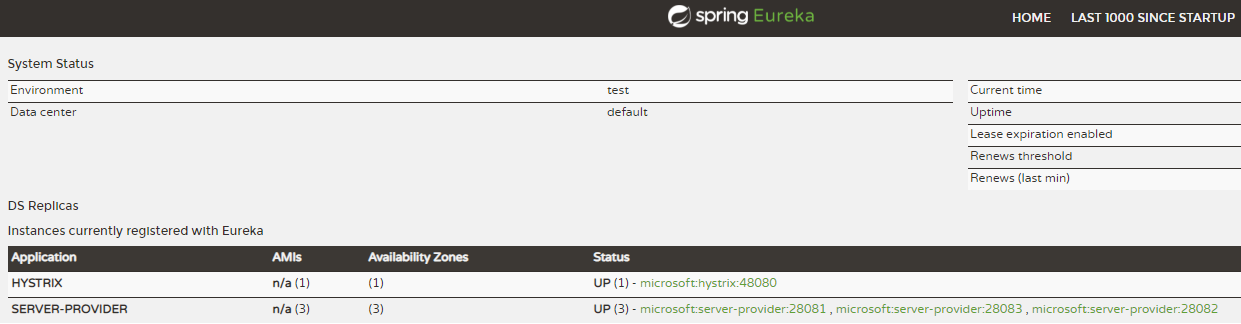 spring Eureka HOME LAST 1000 SINCE STARTUP
System Status
Environment test Current time
Data center default Uptime
Lease expiration enabled
Renews threshold
Renews (last min)
DS Replicas
Instances currently registered with Eureka
Application AMIs Availability Zones Status
HYSTRIX n/a (1) (1) UP (1) - microsoft:hystrix:48080
SERVER-PROVIDER n/a (3) (3) UP (3) - microsoft:server-provider:28081 , microsoft:server-provider:28083 , microsoft:server-provider:28082